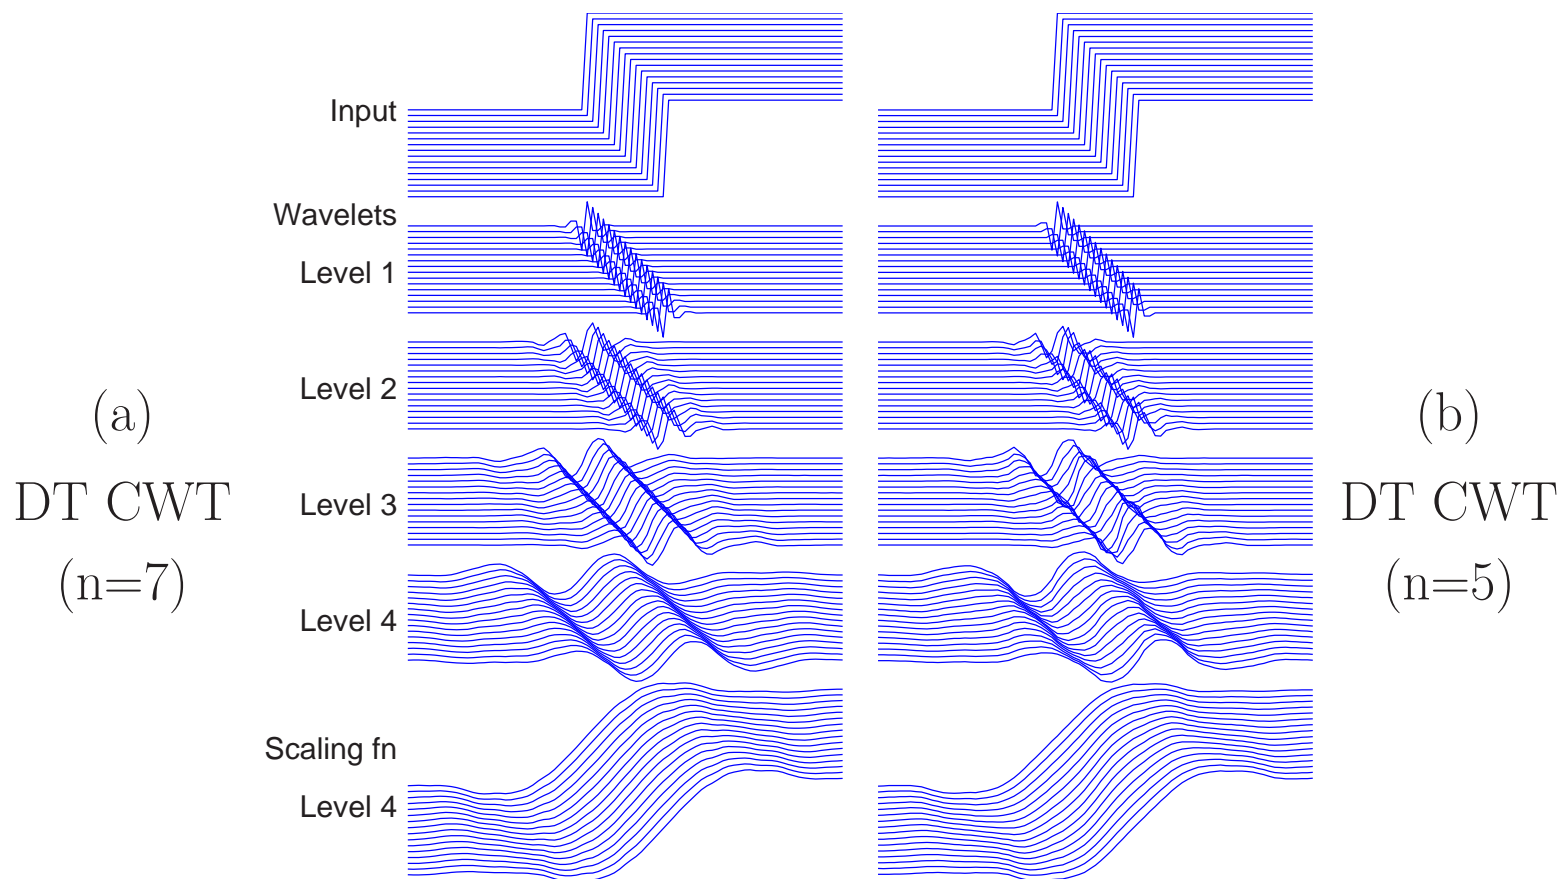 Input
Wavelets
Level 1
Level 2
Level 3
Level 4
Scaling fn
Level 4
(a)
DT CWT
(n=7)
(b)
DT CWT
(n=5)